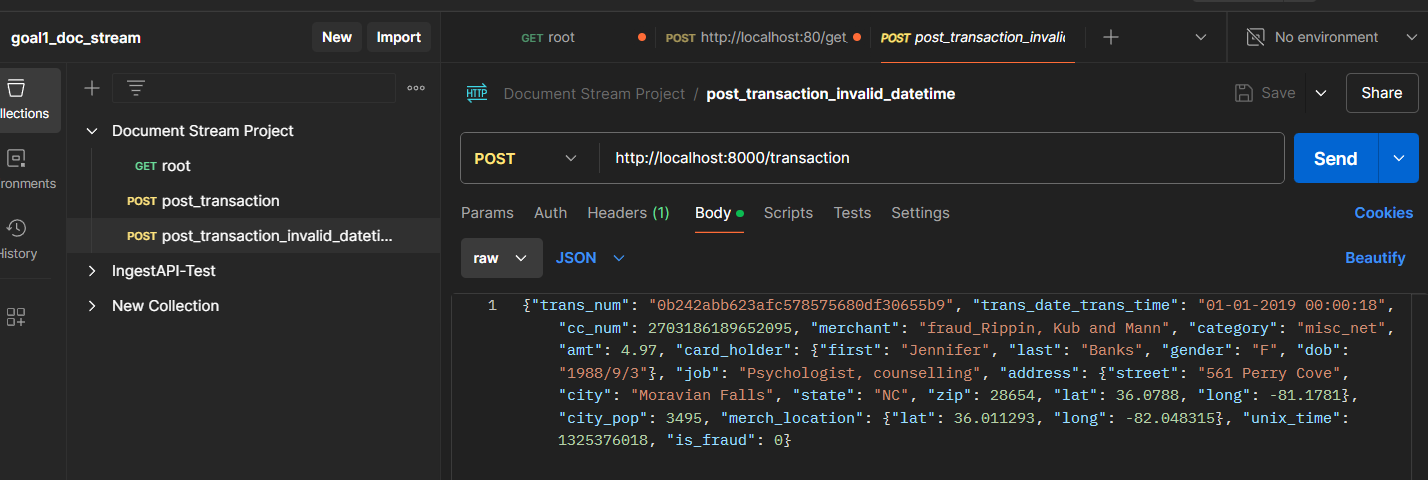 goal1_doc_stream
New
Import
GET root
POST http://localhost:80/get
POST post_transaction_invalid
No environment
llections
Document Stream Project / post_transaction_invalid_datetime
Save
Share
Document Stream Project
GET root
POST post_transaction
POST post_transaction_invalid_dateti...
IngestAPI-Test
New Collection
ronments
History
POST
http://localhost:8000/transaction
Send
Params
Auth
Headers (1)
Body
Scripts
Tests
Settings
Cookies
raw
JSON
Beautify
1 {"trans_num": "0b242abb623afc578575680df30655b9", "trans_date_trans_time": "01-01-2019 00:00:18",
"cc_num": 2703186189652095, "merchant": "fraud_Rippin, Kub and Mann", "category": "misc_net",
"amt": 4.97, "card_holder": {"first": "Jennifer", "last": "Banks", "gender": "F", "dob":
"1988/9/3"}, "job": "Psychologist, counselling", "address": {"street": "561 Perry Cove",
"city": "Moravian Falls", "state": "NC", "zip": 28654, "lat": 36.0788, "long": -81.1781},
"city_pop": 3495, "merch_location": {"lat": 36.011293, "long": -82.048315}, "unix_time":
1325376018, "is_fraud": 0}